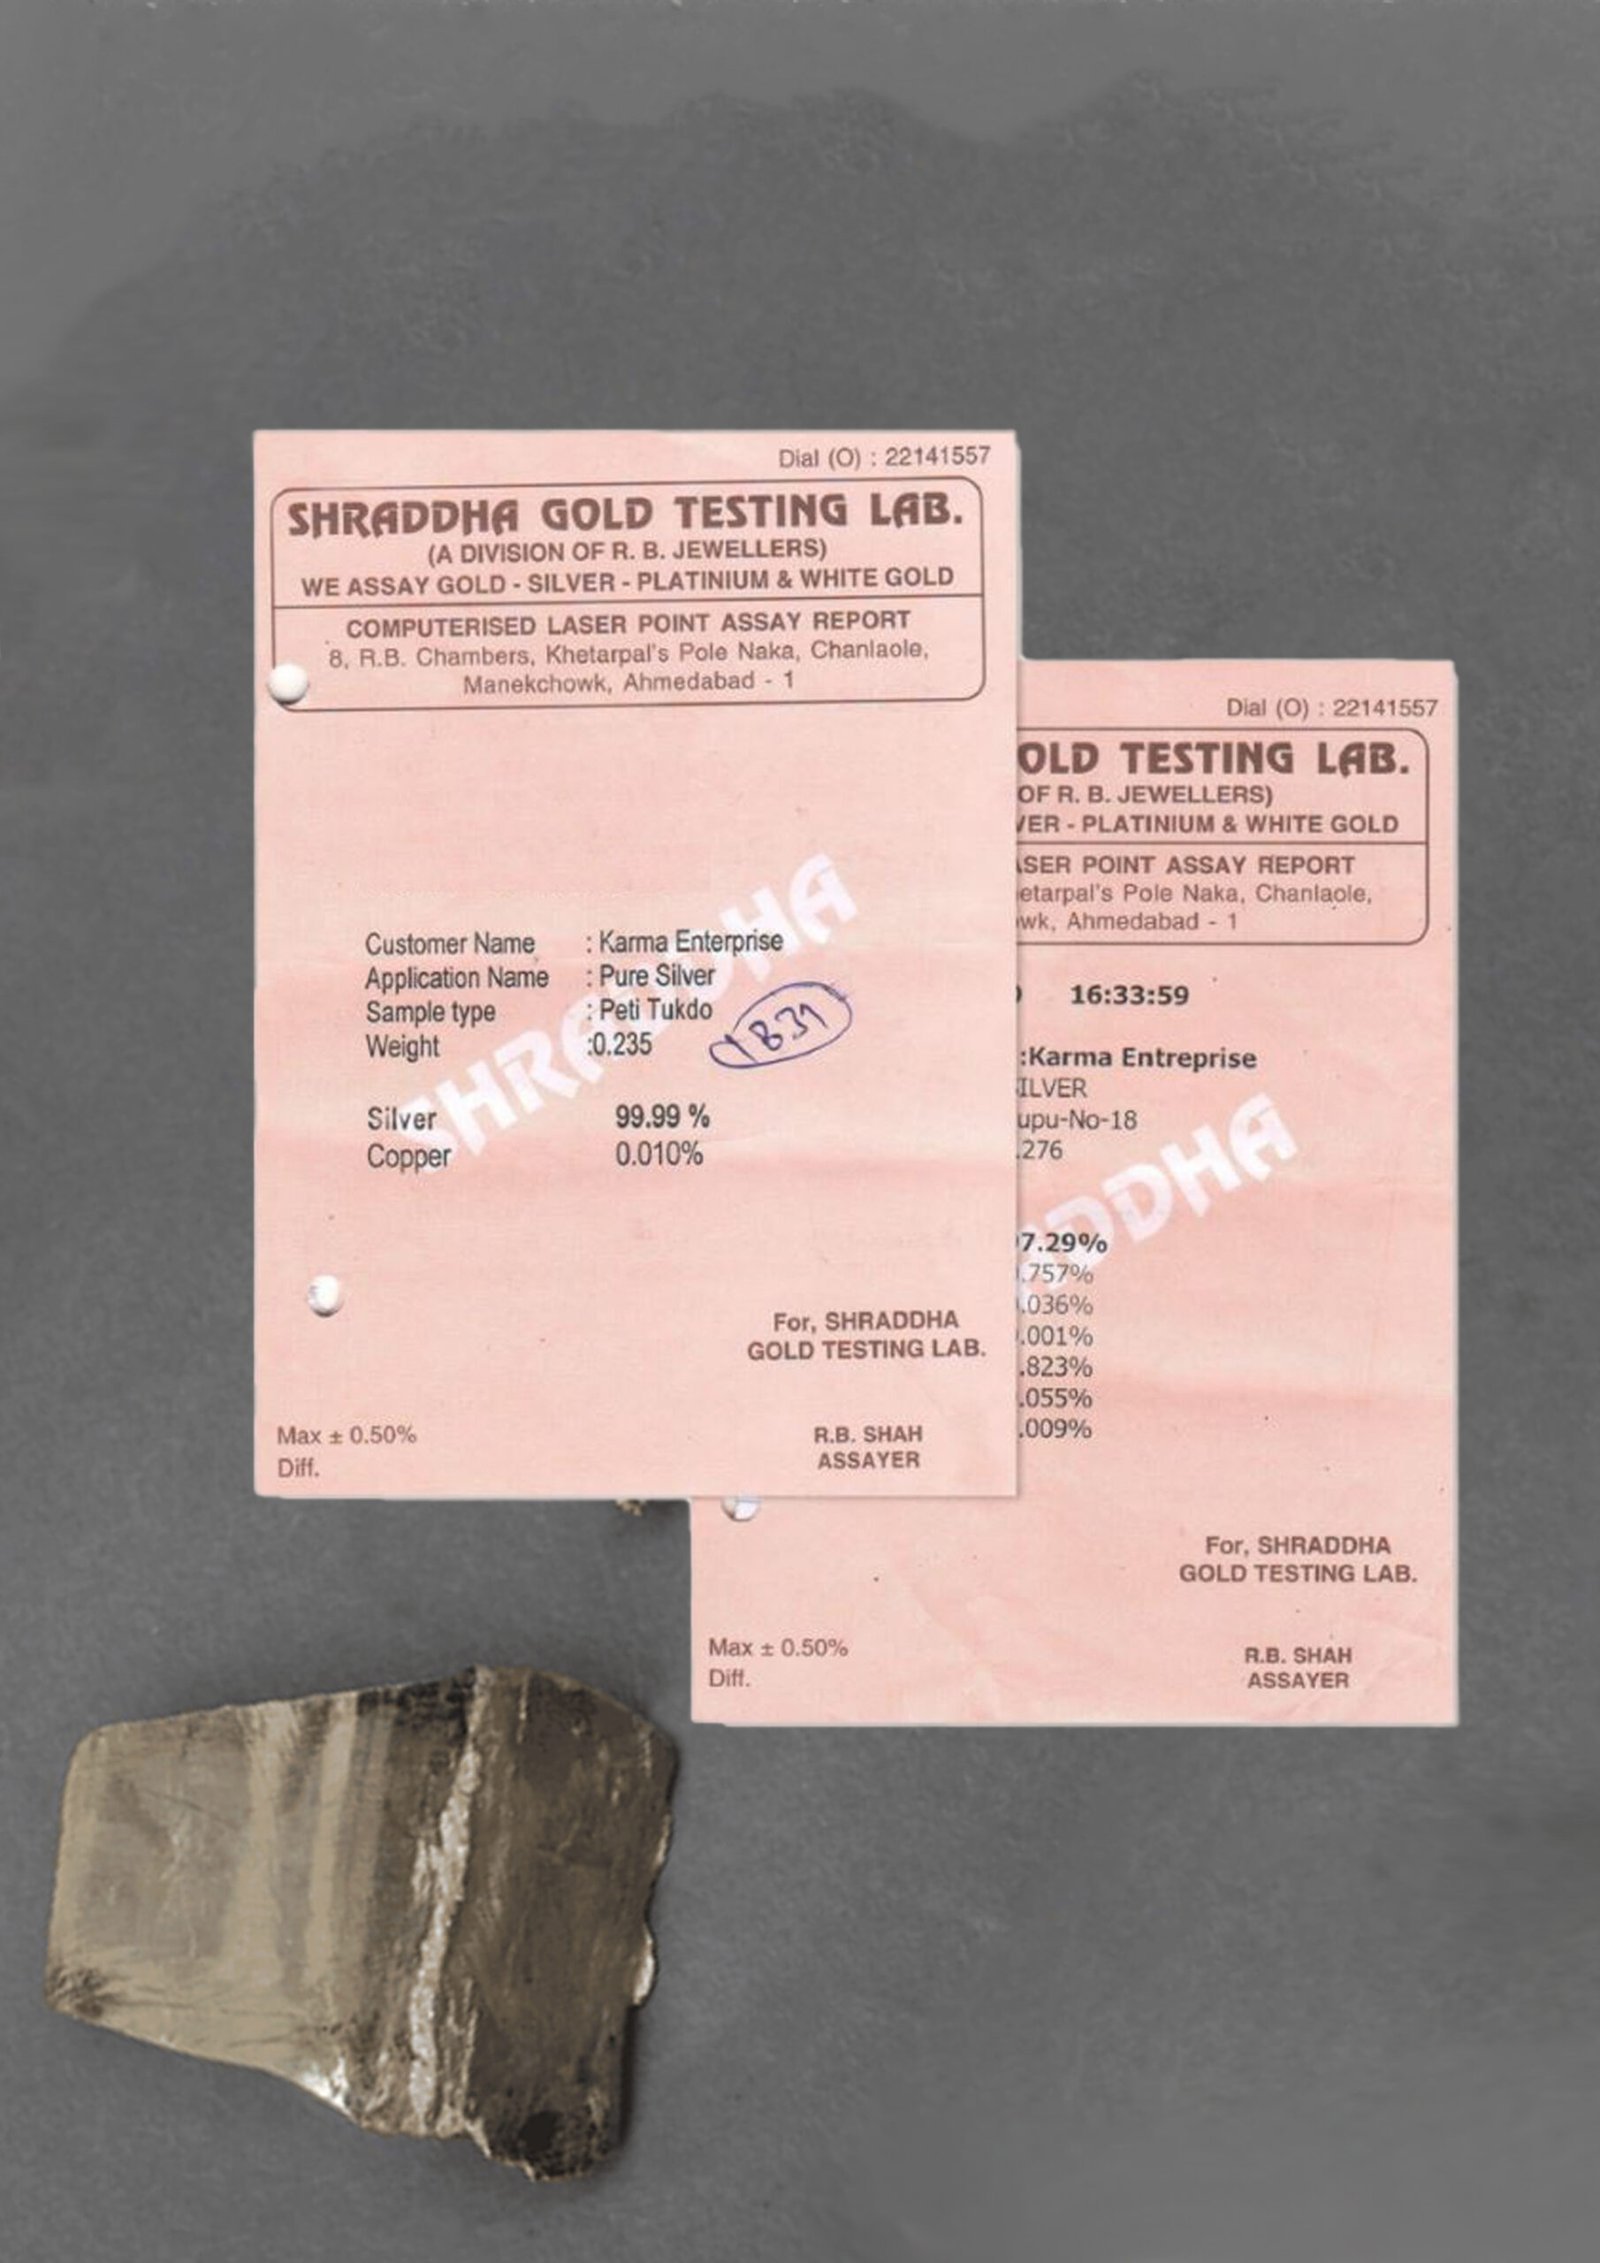 Dial (O) : 22141557
SHRADDHA GOLD TESTING LAB.
(A DIVISION OF R. B. JEWELLERS)
WE ASSAY GOLD - SILVER - PLATINIUM & WHITE GOLD
COMPUTERISED LASER POINT ASSAY REPORT
8, R.B. Chambers, Khetarpal's Pole Naka, Chanlaole,
Manekchowk, Ahmedabad - 1
SHRADDHA
Customer Name : Karma Enterprise
Application Name : Pure Silver
Sample type : Peti Tukdo
Weight :0.235
1831
Silver 99.99 %
Copper 0.010%
For, SHRADDHA
GOLD TESTING LAB.
Max ± 0.50%
Diff.
R.B. SHAH
ASSAYER
Dial (O) : 22141557
OLD TESTING LAB.
OF R. B. JEWELLERS)
VER - PLATINIUM & WHITE GOLD
ASER POINT ASSAY REPORT
etarpal's Pole Naka, Chanlaole,
owk, Ahmedabad - 1
16:33:59
:Karma Entreprise
SILVER
upu-No-18
.276
DDHA
7.29%
.757%
.036%
.001%
.823%
.055%
.009%
For, SHRADDHA
GOLD TESTING LAB.
Max ± 0.50%
Diff.
R.B. SHAH
ASSAYER